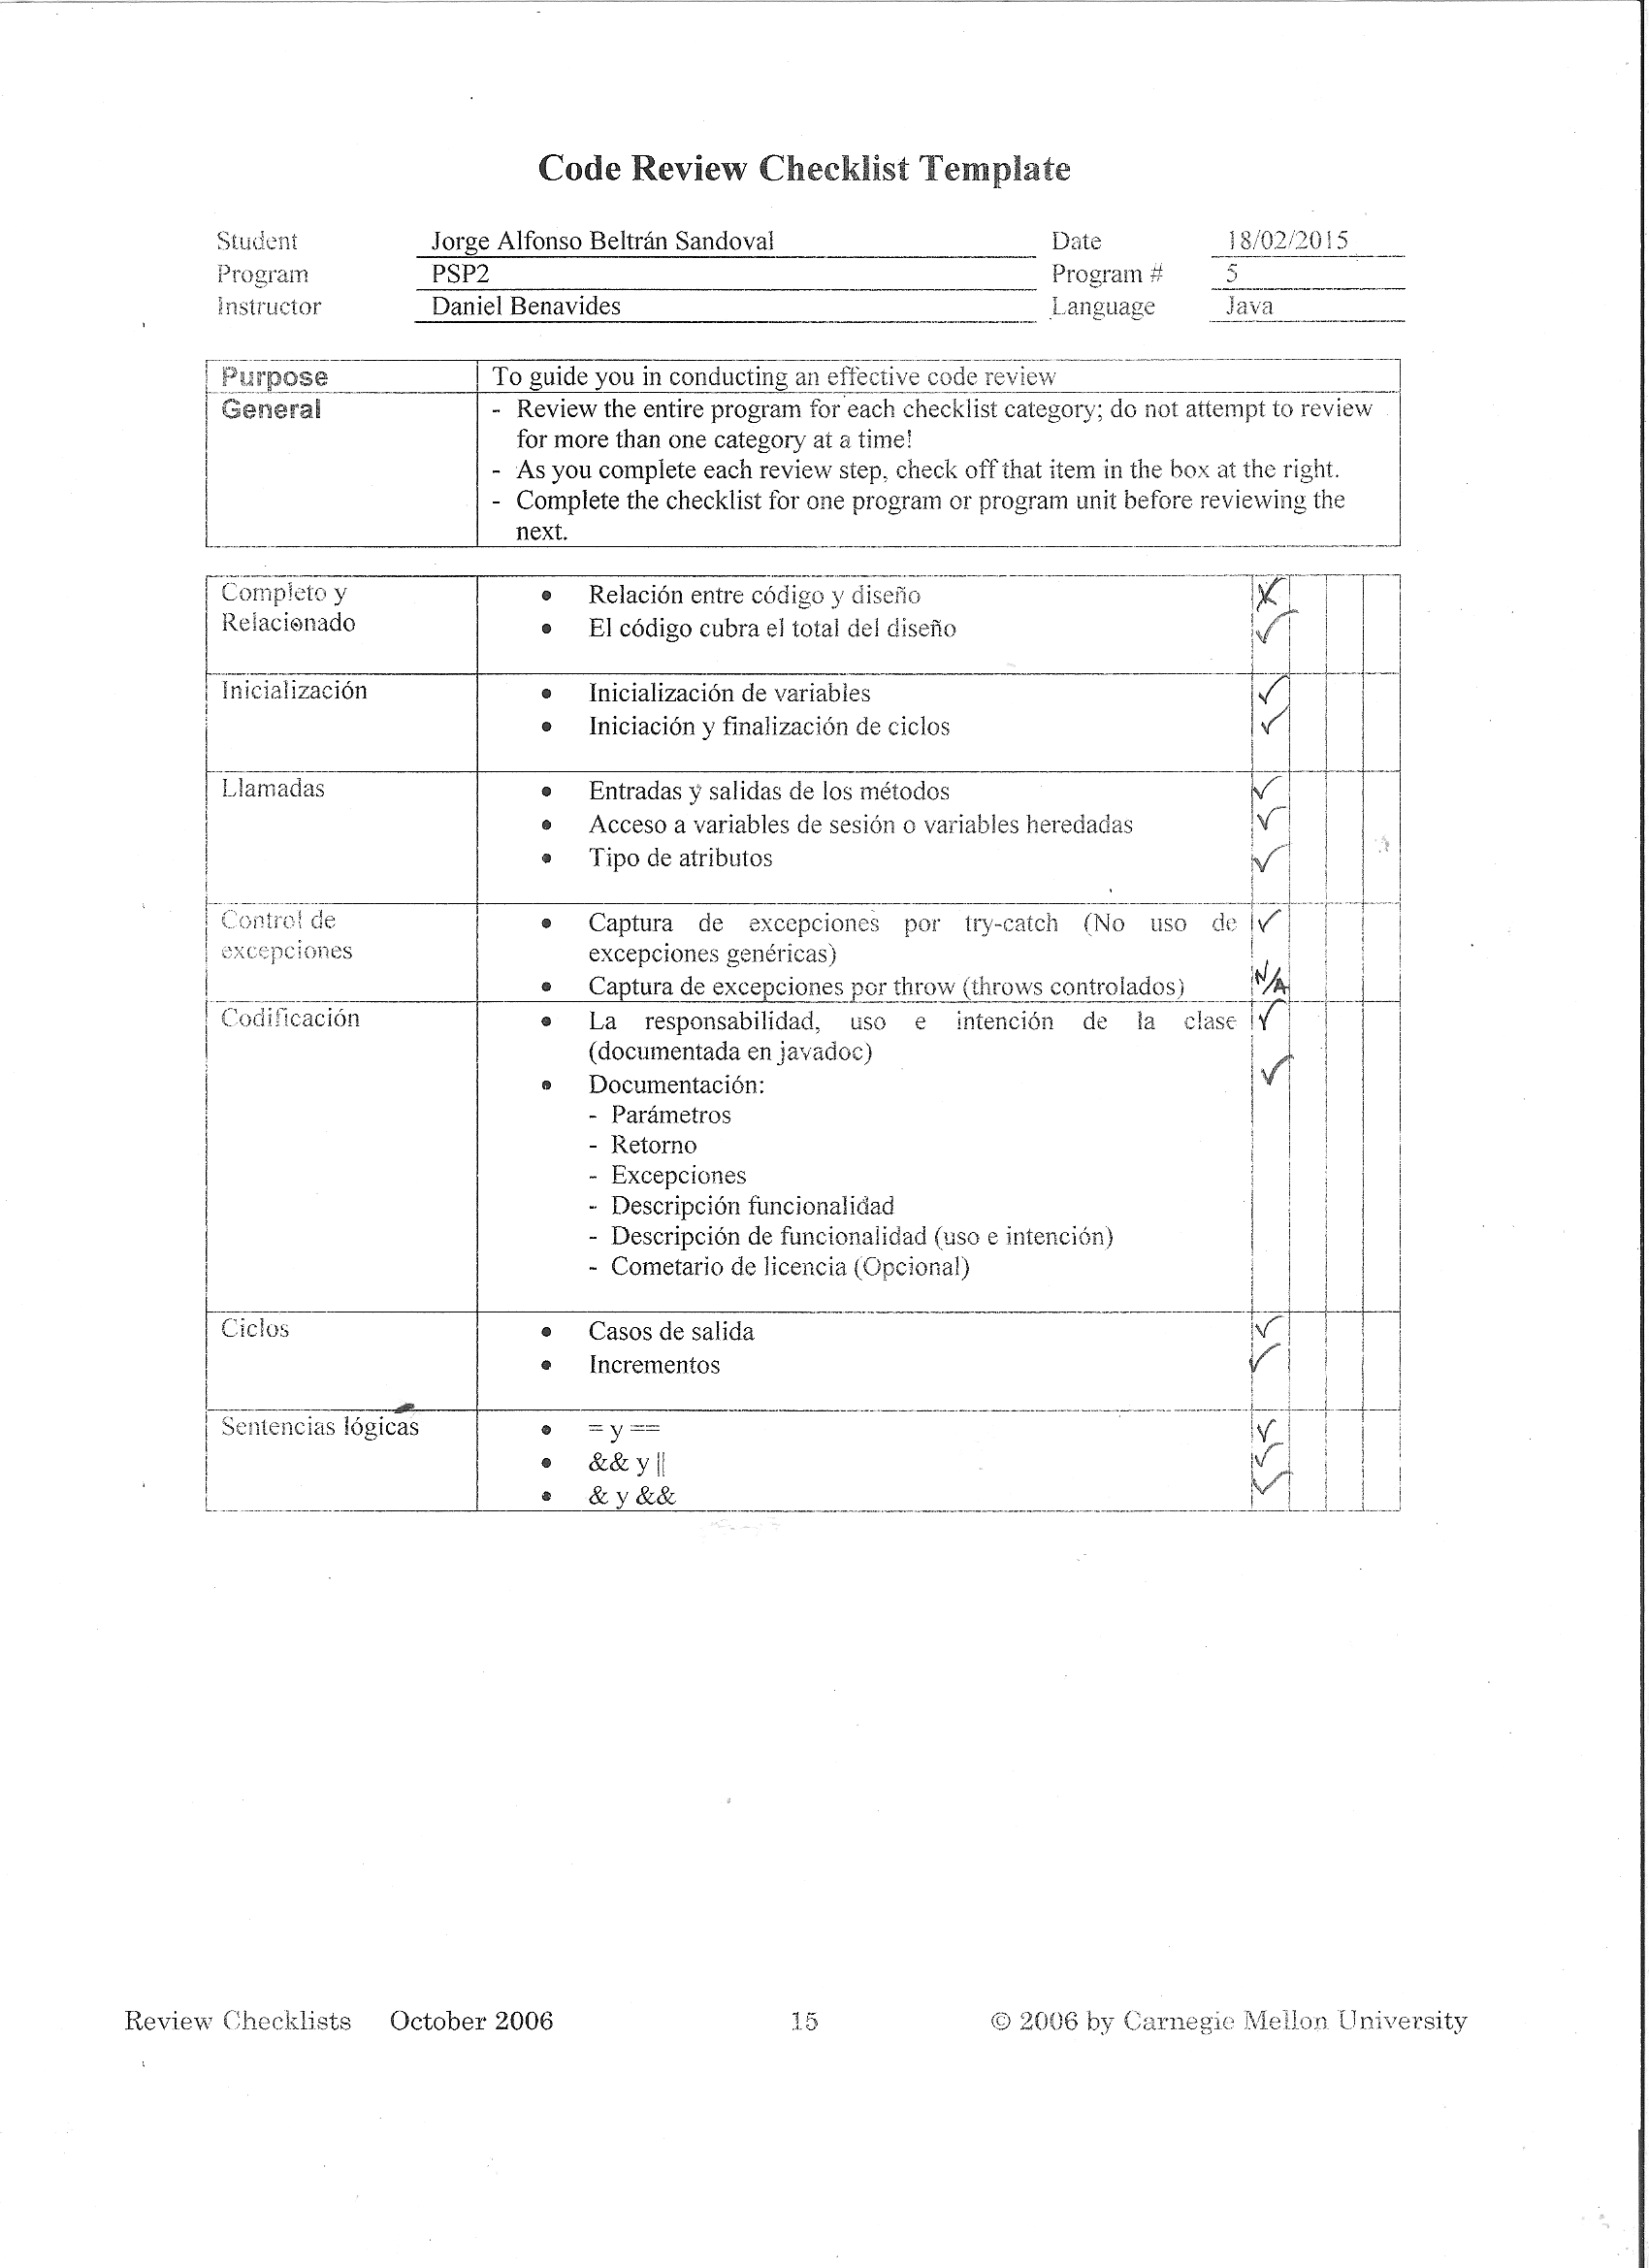 Code Review Checklist Template
Student Jorge Alfonso Beltrán Sandoval Date 18/02/2015
Program PSP2 Program # 5
Instructor Daniel Benavides Language Java
Purpose To guide you in conducting an effective code review
General - Review the entire program for each checklist category; do not attempt to review
for more than one category at a time!
- As you complete each review step, check off that item in the box at the right.
- Complete the checklist for one program or program unit before reviewing the
next.
Completo y • Relación entre código y diseño
Relacionado • El código cubra el total del diseño ✓
Inicialización • Inicialización de variables ✓
• Iniciación y finalización de ciclos ✓
Llamadas • Entradas y salidas de los métodos ✓
• Acceso a variables de sesión o variables heredadas ✓
• Tipo de atributos ✓
Control de • Captura de excepciones por try-catch (No uso de ✓
excepciones excepciones genéricas)
• Captura de excepciones por throw (throws controlados) N/A
Codificación • La responsabilidad, uso e intención de la clase ✓
(documentada en javadoc)
• Documentación: ✓
- Parámetros
- Retorno
- Excepciones
- Descripción funcionalidad
- Descripción de funcionalidad (uso e intención)
- Cometario de licencia (Opcional)
Ciclos • Casos de salida ✓
• Incrementos ✓
Sentencias lógicas • = y == ✓
• && y || ✓
• & y && ✓
Review Checklists October 2006 15 © 2006 by Carnegie Mellon University